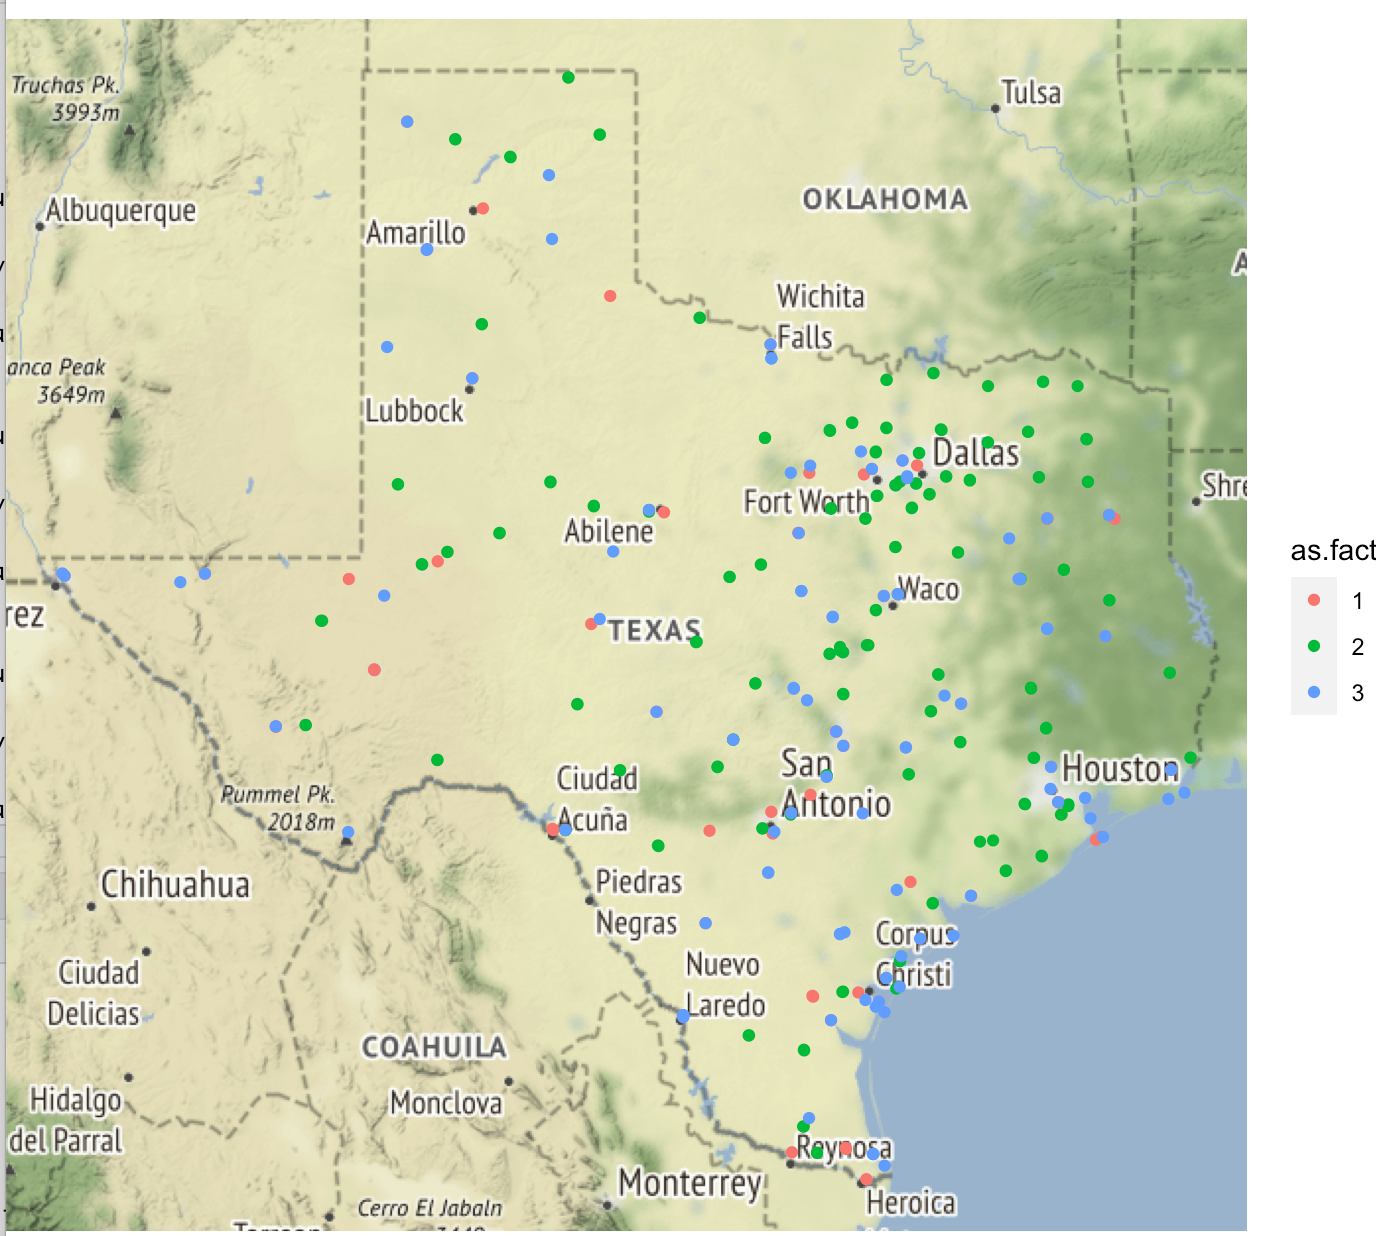 Truchas Pk.
3993m
Tulsa
Albuquerque
OKLAHOMA
Amarillo
A
Wichita
Falls
anca Peak
3649m
Lubbock
Dallas
Fort Worth
Shre
Abilene
as.fact
1
2
3
Waco
rez
TEXAS
San
Antonio
Houston
Ciudad
Acuña
Pummel Pk.
2018m
Chihuahua
Piedras
Negras
Corpus
Christi
Ciudad
Delicias
Nuevo
Laredo
COAHUILA
Hidalgo
del Parral
Monclova
Reynosa
Monterrey
Heroica
Cerro El Jabaln